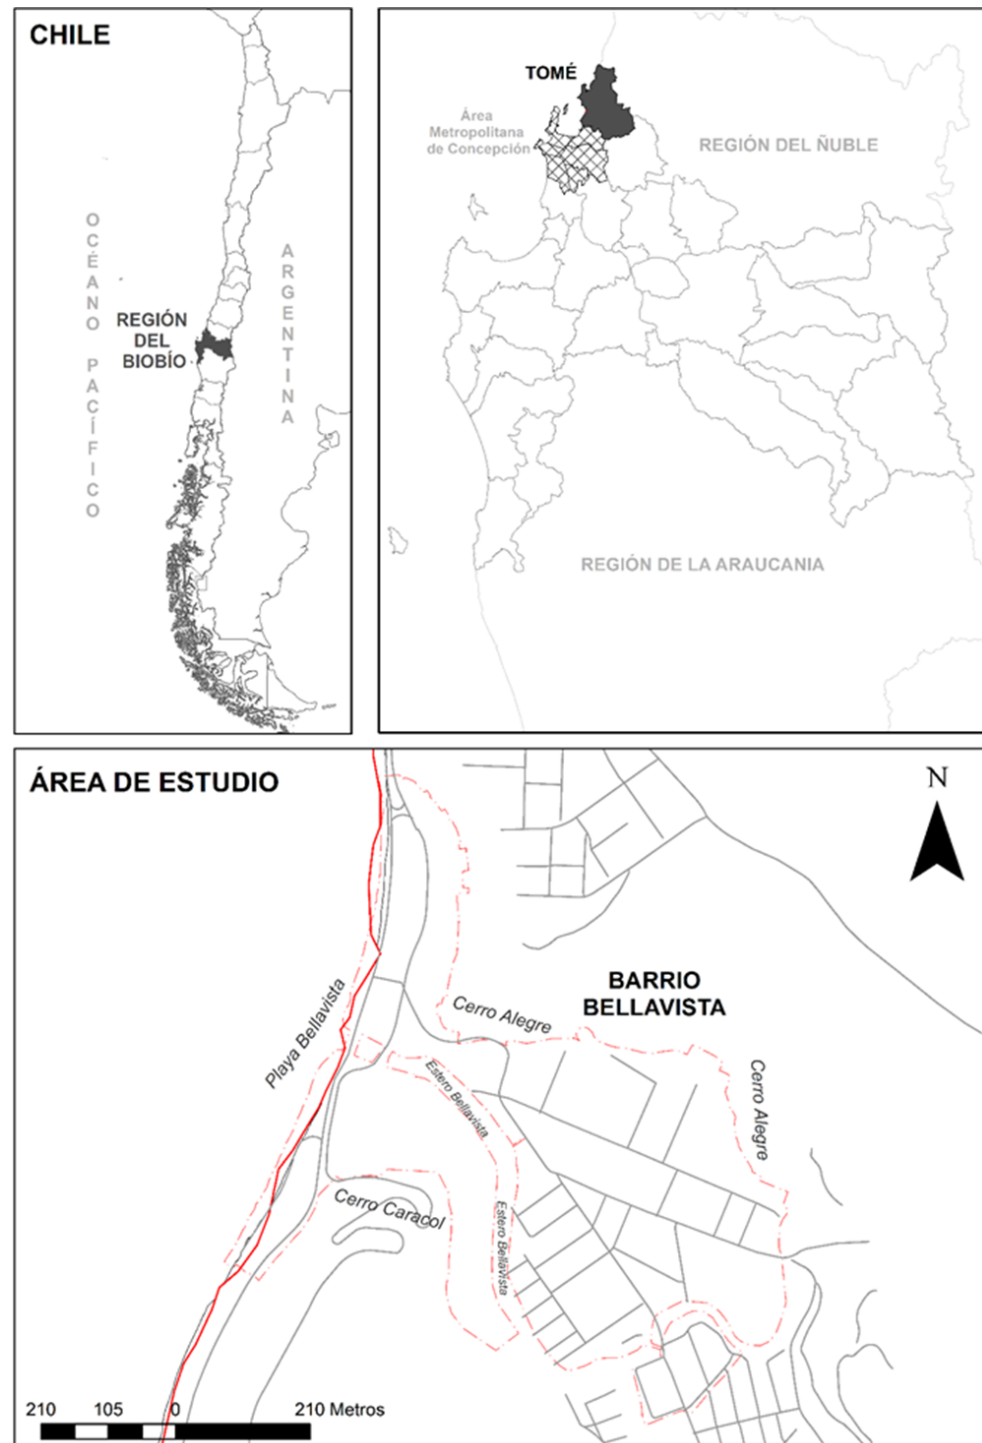 CHILE
OCÉANO PACÍFICO
ARGENTINA
REGIÓN
DEL
BIOBÍO
TOMÉ
Área
Metropolitana
de Concepción
REGIÓN DEL ÑUBLE
REGIÓN DE LA ARAUCANIA
ÁREA DE ESTUDIO
N
BARRIO
BELLAVISTA
Playa Bellavista
Cerro Alegre
Cerro Alegre
Estero Bellavista
Estero Bellavista
Cerro Caracol
210 105 0 210 Metros